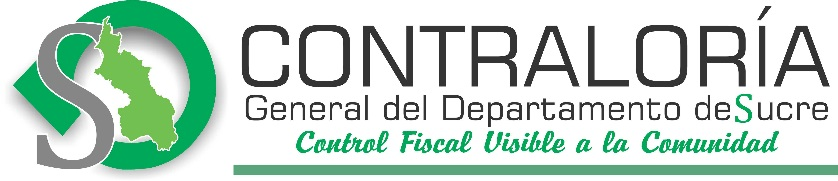 CONTRALORÍA
General del Departamento deSucre
Control Fiscal Visible a la Comunidad